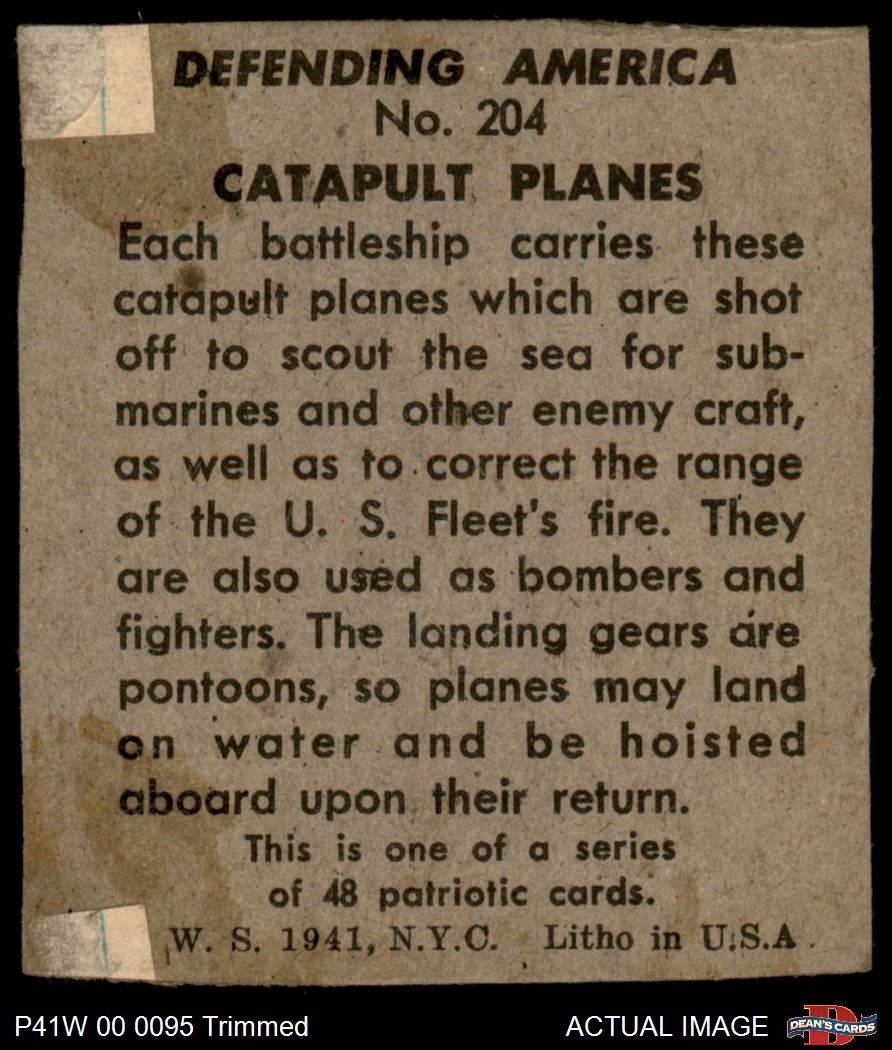 DEFENDING AMERICA
No. 204
CATAPULT PLANES
Each battleship carries these
catapult planes which are shot
off to scout the sea for sub-
marines and other enemy craft,
as well as to correct the range
of the U. S. Fleet's fire. They
are also used as bombers and
fighters. The landing gears are
pontoons, so planes may land
on water and be hoisted
aboard upon their return.
This is one of a series
of 48 patriotic cards.
W. S. 1941, N.Y.C. Litho in U.S.A.
P41W 00 0095 Trimmed
ACTUAL IMAGE
D
DEAN'S CARDS